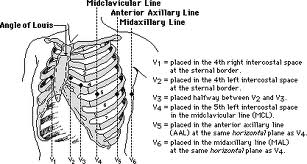 Midclavicular Line
Anterior Axillary Line
Midaxillary Line
Angle of Louis
V1 = placed in the 4th right intercostal space
at the sternal border.
V2 = placed in the 4th left intercostal space
at the sternal border.
V3 = placed halfway between V2 and V3.
V4 = placed in the 5th left intercostal space
in the midclavicular line (MCL).
V5 = placed in the anterior axillary line
(AAL) at the same horizontal plane as V4.
V6 = placed in the midaxillary line (MAL)
at the same horizontal plane as V4.
V1 V2 V3 V4 V5 V6